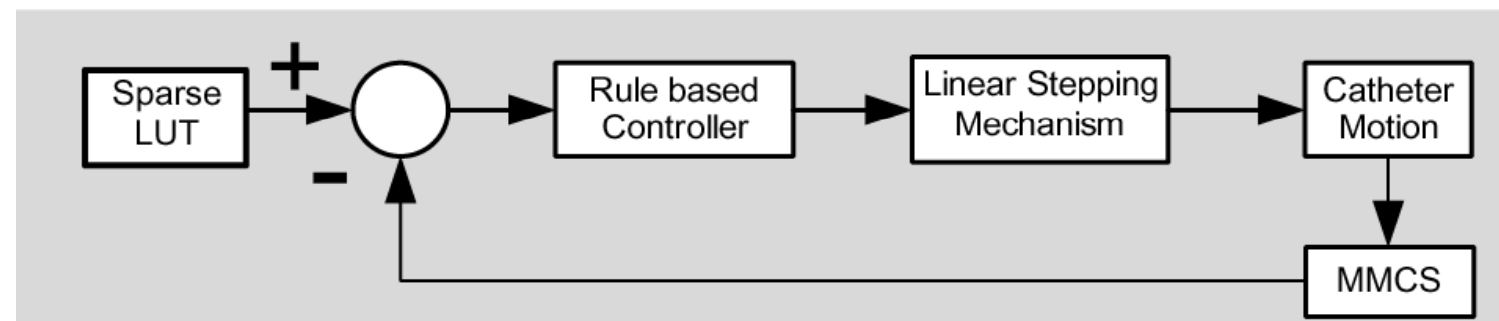 +
Sparse
LUT
-
Rule based
Controller
Linear Stepping
Mechanism
Catheter
Motion
MMCS